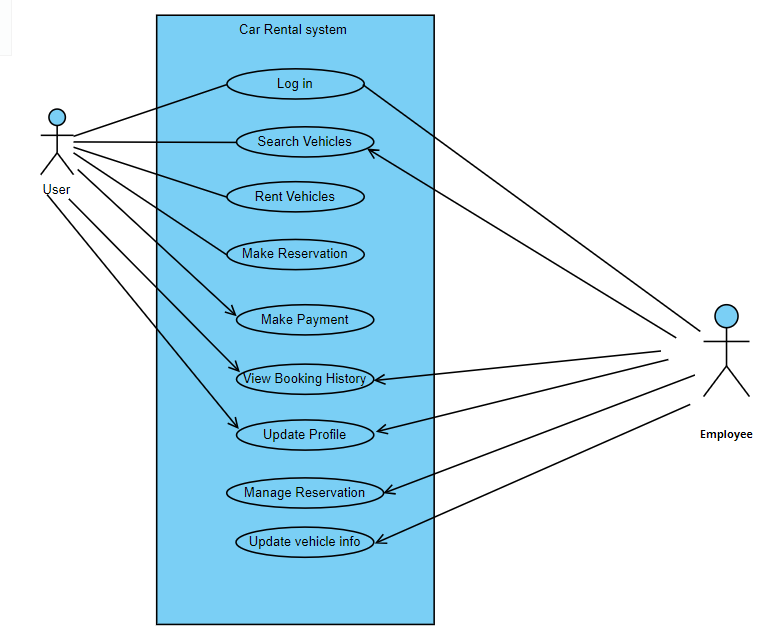 Car Rental system
Log in
Search Vehicles
User
Rent Vehicles
Make Reservation
Make Payment
View Booking History
Update Profile
Employee
Manage Reservation
Update vehicle info